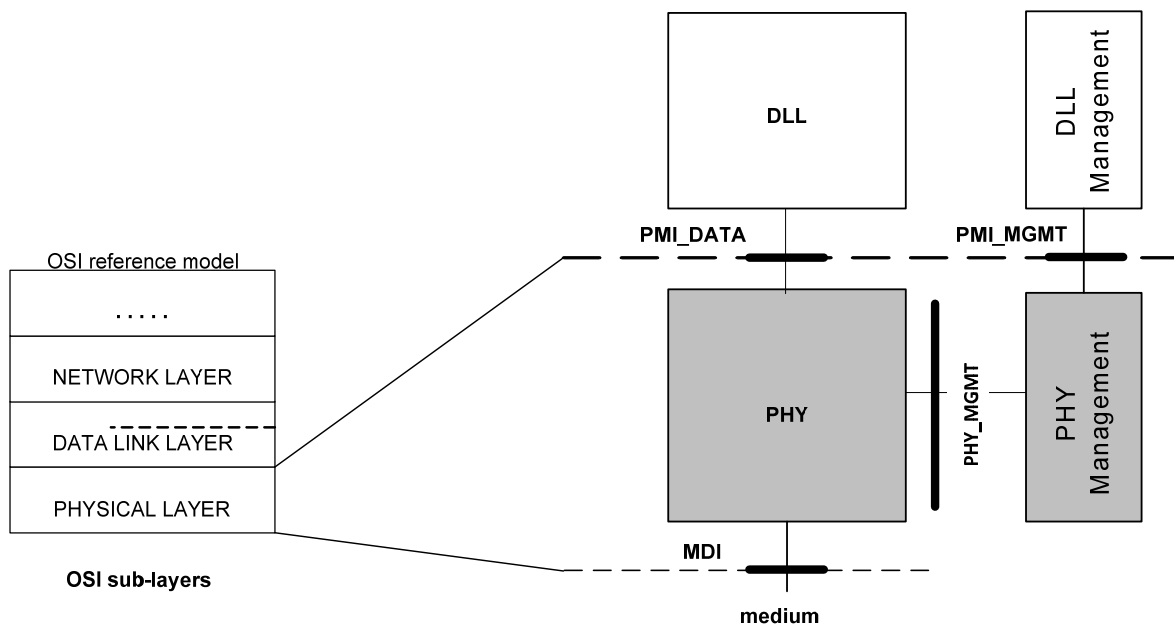 OSI reference model
. . . . .
NETWORK LAYER
DATA LINK LAYER
PHYSICAL LAYER
OSI sub-layers
DLL
DLL
Management
PMI_DATA
PMI_MGMT
PHY
PHY_MGMT
PHY
Management
MDI
medium